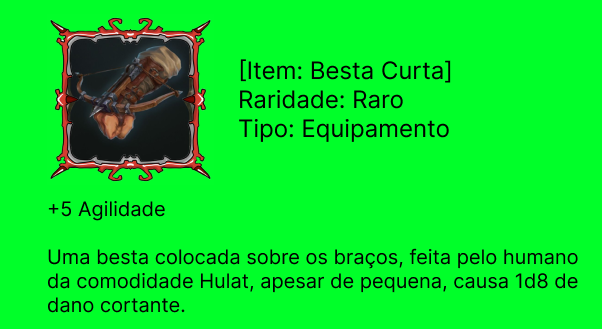 [Item: Besta Curta]
Raridade: Raro
Tipo: Equipamento
+5 Agilidade
Uma besta colocada sobre os braços, feita pelo humano
da comodidade Hulat, apesar de pequena, causa 1d8 de
dano cortante.